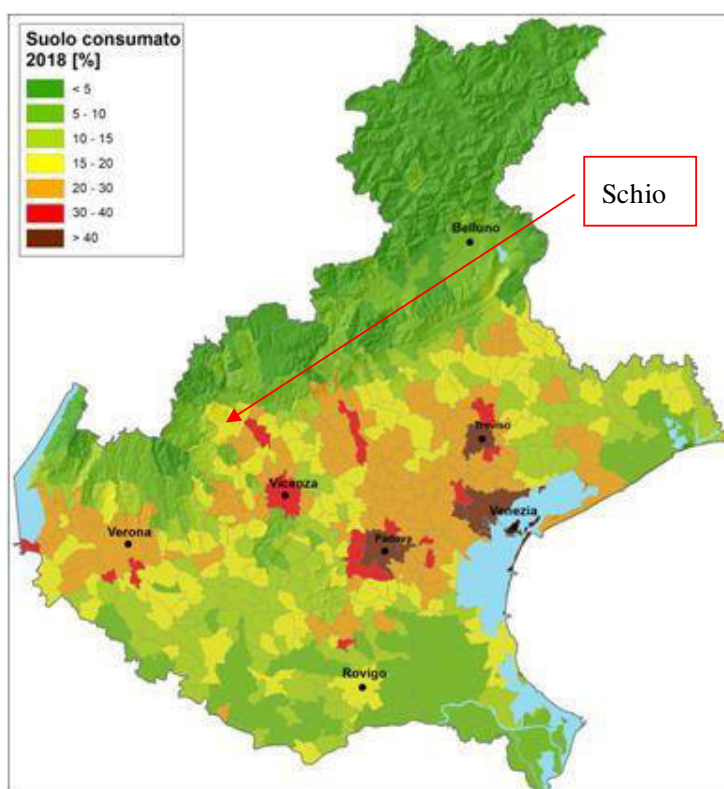 Suolo consumato
2018 [%]
< 5
5 - 10
10 - 15
15 - 20
20 - 30
30 - 40
> 40
Schio
Belluno
Treviso
Vicenza
Venezia
Verona
Padova
Rovigo